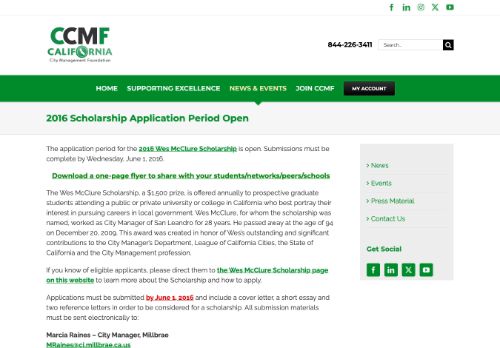 CCMF
CALIFORNIA
City Management Foundation
844-226-3411
Search...
HOME SUPPORTING EXCELLENCE NEWS & EVENTS JOIN CCMF MY ACCOUNT
2016 Scholarship Application Period Open
The application period for the 2016 Wes McClure Scholarship is open. Submissions must
be complete by Wednesday, June 1, 2016.
Download a one-page flyer to share with your students/networks/peers/schools
The Wes McClure Scholarship, a $1,500 prize, is offered annually to prospective graduate
students attending a public or private university or college in California who best portray their
interest in pursuing careers in local government. Wes McClure, for whom the scholarship was
named, worked as City Manager of San Leandro for 28 years. He passed away at the age of 94
on December 20, 2009. This award was created in honor of Wes's outstanding and significant
contributions to the City Manager's Department, League of California Cities, the State of
California and the City Management profession.
If you know of eligible applicants, please direct them to the Wes McClure Scholarship page
on this website to learn more about the Scholarship and how to apply.
Applications must be submitted by June 1, 2016 and include a cover letter, a short essay and
two reference letters in order to be considered for a scholarship. All submission materials
must be sent electronically to:
Marcia Raines – City Manager, Millbrae
MRaines@ci.millbrae.ca.us
> News
> Events
> Press Material
> Contact Us
Get Social